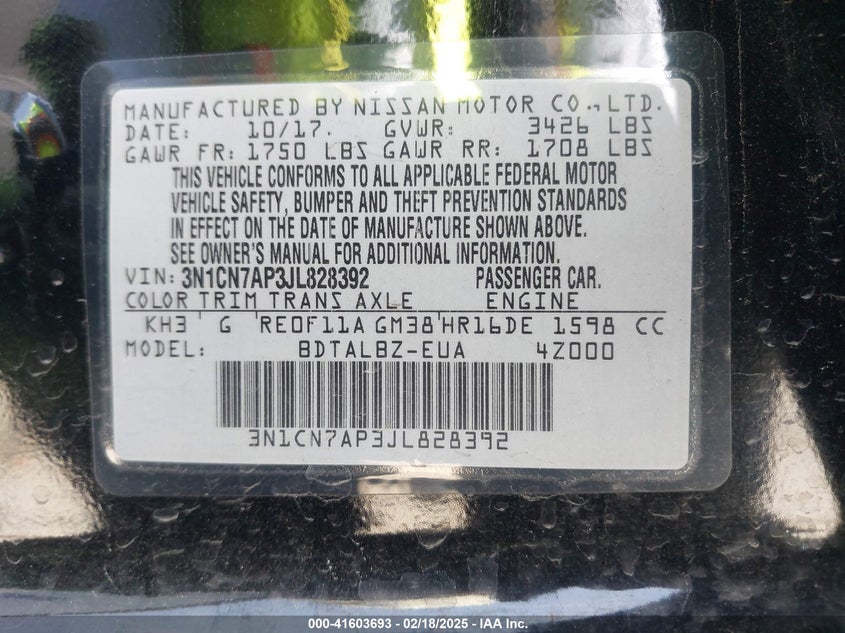 MANUFACTURED BY NISSAN MOTOR CO., LTD.
DATE: 10/17. GVWR: 3426 LBS
GAWR FR: 1750 LBS GAWR RR: 1708 LBS
THIS VEHICLE CONFORMS TO ALL APPLICABLE FEDERAL MOTOR
VEHICLE SAFETY, BUMPER AND THEFT PREVENTION STANDARDS
IN EFFECT ON THE DATE OF MANUFACTURE SHOWN ABOVE.
SEE OWNER'S MANUAL FOR ADDITIONAL INFORMATION.
VIN: 3N1CN7AP3JL828392 PASSENGER CAR.
COLOR TRIM TRANS AXLE ENGINE
KH3 G RE0F11A GM38 HR16DE 1598 CC
MODEL: BDTALBZ-EUA 4Z000
3N1CN7AP3JL828392
000-41603693 - 02/18/2025 - IAA Inc.